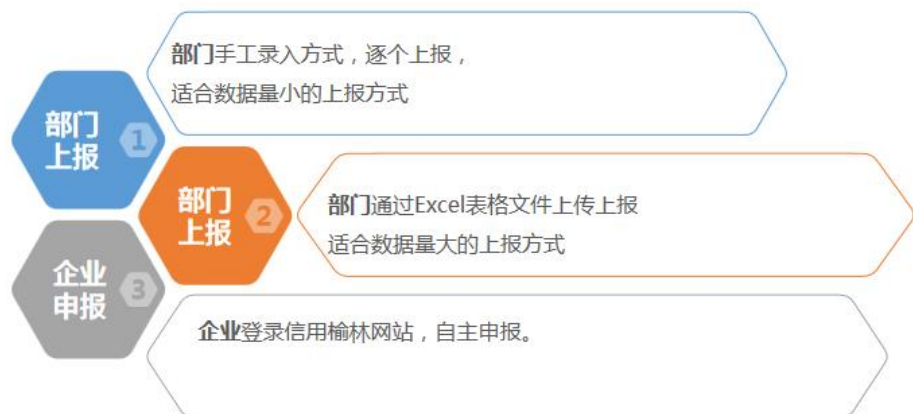 部门手工录入方式，逐个上报，
适合数据量小的上报方式
部门
上报
1
部门
上报
2
部门通过Excel表格文件上传上报
适合数据量大的上报方式
企业
申报
3
企业登录信用榆林网站，自主申报。